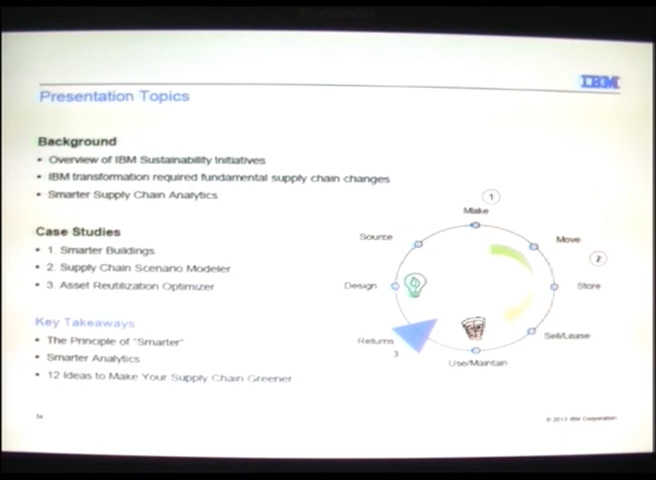 IBM
Presentation Topics
Background
• Overview of IBM Sustainability Initiatives
• IBM transformation required fundamental supply chain changes
• Smarter Supply Chain Analytics
Case Studies
• 1. Smarter Buildings
• 2. Supply Chain Scenario Modeler
• 3. Asset Reutilization Optimizer
Key Takeaways
• The Principle of "Smarter"
• Smarter Analytics
• 12 Ideas to Make Your Supply Chain Greener
1
Make
Source
Move
2
Design
Store
Sell/Lease
Returns
3
Use/Maintain
© 2013 IBM Corporation